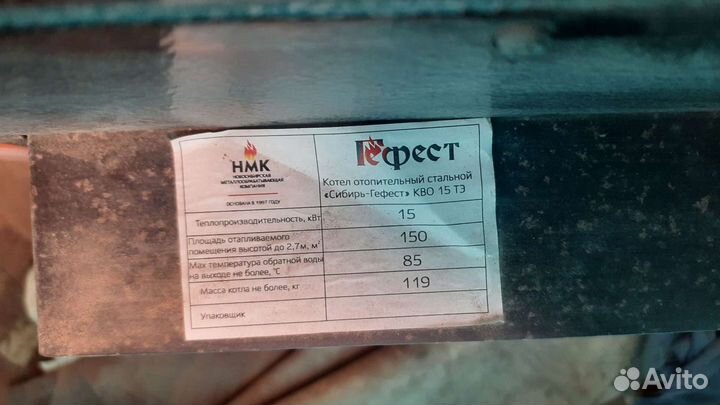 НМК
НОВОСИБИРСКАЯ
МЕТАЛЛООБРАБАТЫВАЮЩАЯ
КОМПАНИЯ
ОСНОВАНА В 1997 ГОДУ
Гефест
Котел отопительный стальной
«Сибирь-Гефест» КВО 15 ТЭ
Теплопроизводительность, кВт 15
Площадь отапливаемого
помещения высотой до 2,7м, м² 150
Мах температура обратной воды
на выходе не более, °С 85
Масса котла не более, кг 119
Упаковщик
Avito